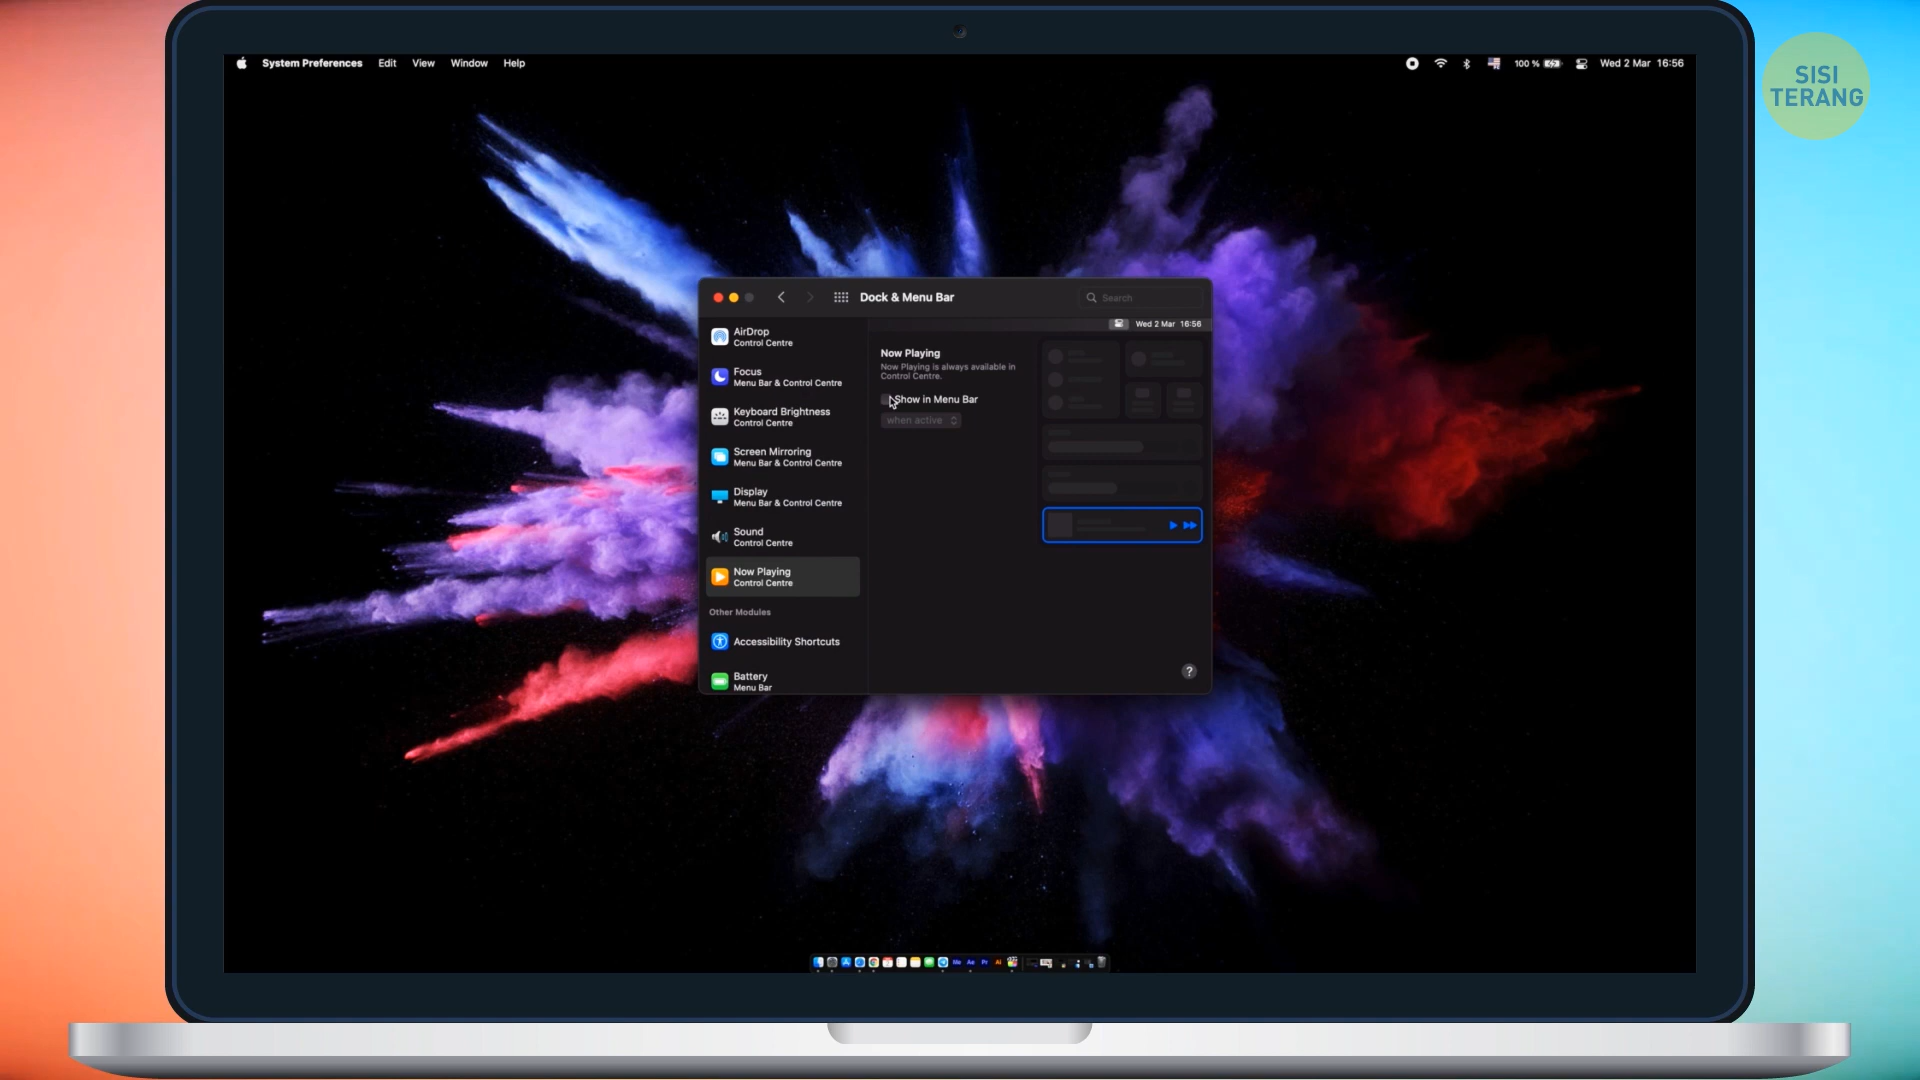 System Preferences Edit View Window Help
100 % Wed 2 Mar 16:56
SISI
TERANG
Dock & Menu Bar
Search
Wed 2 Mar 16:56
AirDrop
Control Centre
Focus
Menu Bar & Control Centre
Keyboard Brightness
Control Centre
Screen Mirroring
Menu Bar & Control Centre
Display
Menu Bar & Control Centre
Sound
Control Centre
Now Playing
Control Centre
Other Modules
Accessibility Shortcuts
Battery
Menu Bar
Now Playing
Now Playing is always available in
Control Centre.
Show in Menu Bar
when active
?
Me Ae Pr Ai